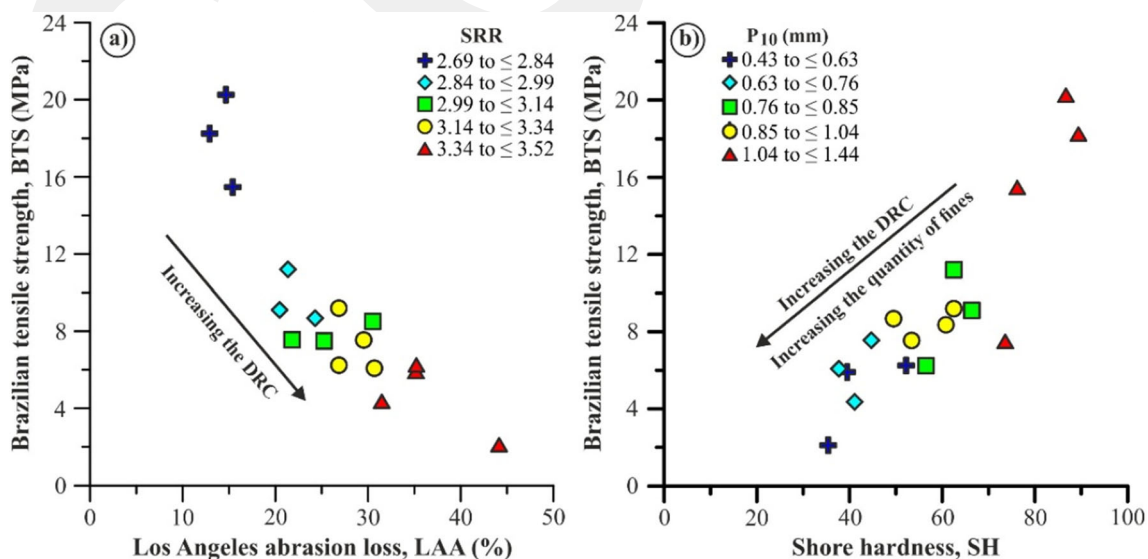 a)
SRR
2.69 to ≤ 2.84
2.84 to ≤ 2.99
2.99 to ≤ 3.14
3.14 to ≤ 3.34
3.34 to ≤ 3.52
Increasing the DRC
Brazilian tensile strength, BTS (MPa)
24
20
16
12
8
4
0
0 10 20 30 40 50
Los Angeles abrasion loss, LAA (%)
b)
P10 (mm)
0.43 to ≤ 0.63
0.63 to ≤ 0.76
0.76 to ≤ 0.85
0.85 to ≤ 1.04
1.04 to ≤ 1.44
Increasing the DRC
Increasing the quantity of fines
Brazilian tensile strength, BTS (MPa)
24
20
16
12
8
4
0
0 20 40 60 80 100
Shore hardness, SH